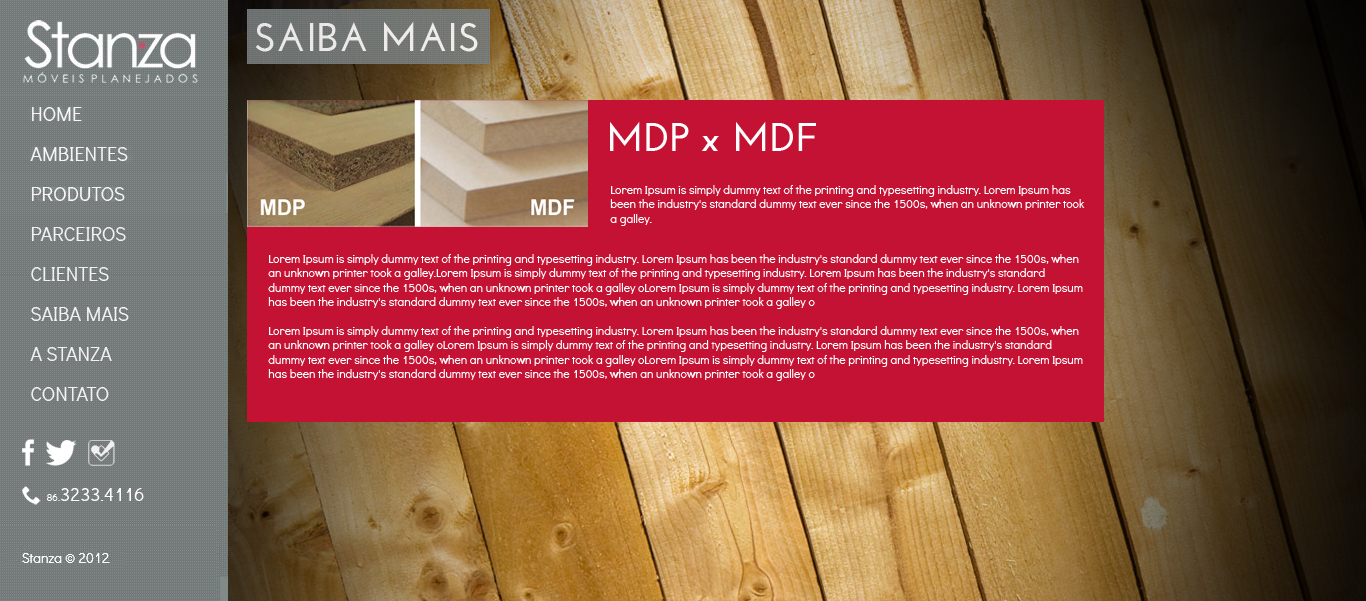 Stanza
MÓVEIS PLANEJADOS
HOME
AMBIENTES
PRODUTOS
PARCEIROS
CLIENTES
SAIBA MAIS
A STANZA
CONTATO
86.3233.4116
Stanza © 2012
SAIBA MAIS
MDP
MDF
MDP x MDF
Lorem Ipsum is simply dummy text of the printing and typesetting industry. Lorem Ipsum has
been the industry's standard dummy text ever since the 1500s, when an unknown printer took
a galley.
Lorem Ipsum is simply dummy text of the printing and typesetting industry. Lorem Ipsum has been the industry's standard dummy text ever since the 1500s, when
an unknown printer took a galley.Lorem Ipsum is simply dummy text of the printing and typesetting industry. Lorem Ipsum has been the industry's standard
dummy text ever since the 1500s, when an unknown printer took a galley oLorem Ipsum is simply dummy text of the printing and typesetting industry. Lorem Ipsum
has been the industry's standard dummy text ever since the 1500s, when an unknown printer took a galley o
Lorem Ipsum is simply dummy text of the printing and typesetting industry. Lorem Ipsum has been the industry's standard dummy text ever since the 1500s, when
an unknown printer took a galley oLorem Ipsum is simply dummy text of the printing and typesetting industry. Lorem Ipsum has been the industry's standard
dummy text ever since the 1500s, when an unknown printer took a galley oLorem Ipsum is simply dummy text of the printing and typesetting industry. Lorem Ipsum
has been the industry's standard dummy text ever since the 1500s, when an unknown printer took a galley o